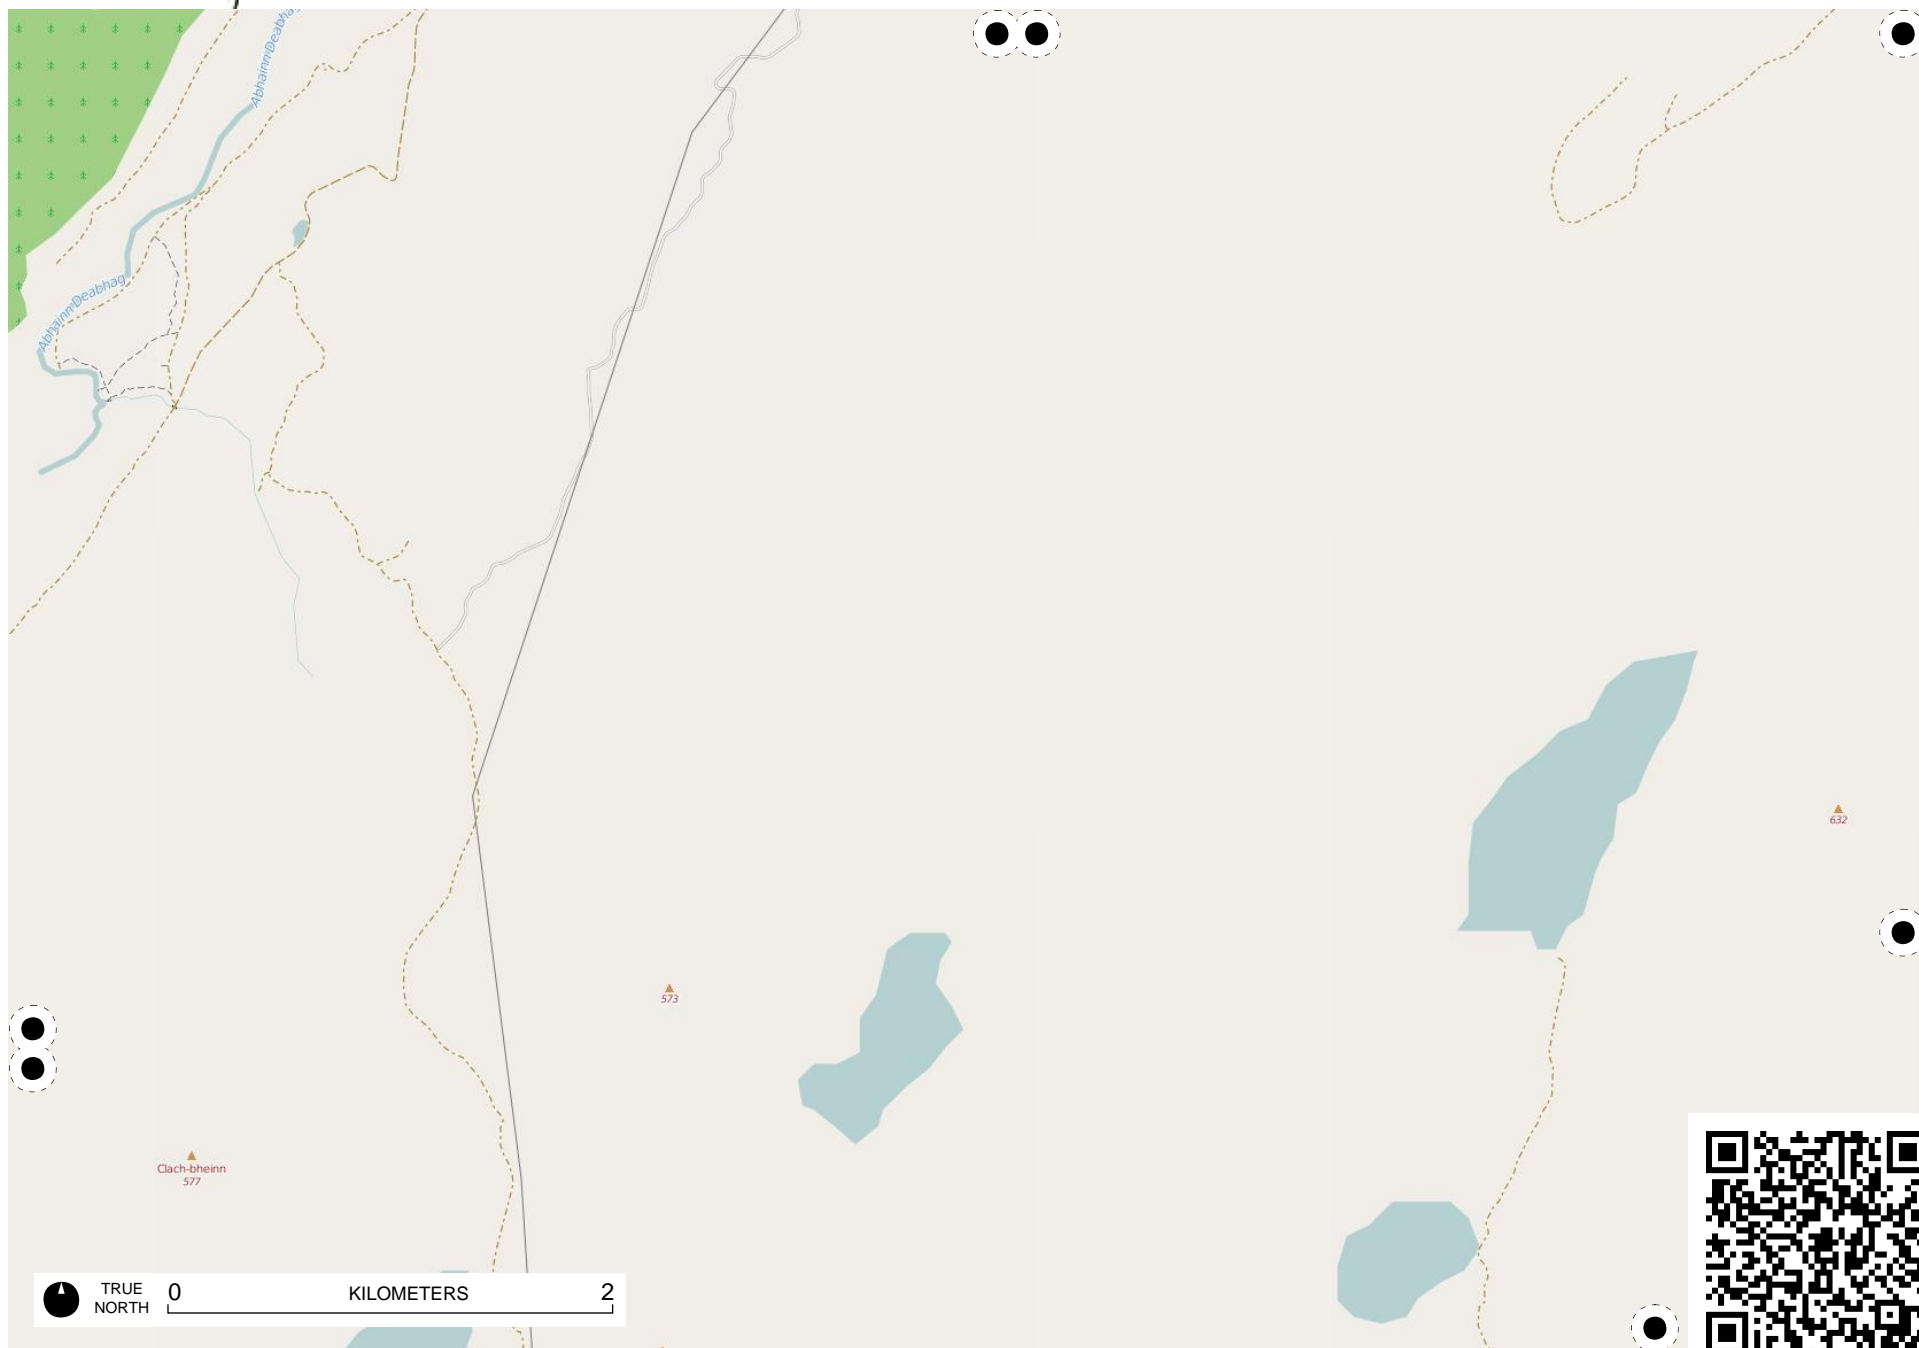 Abhainn Deabhag
Abhainn Deabhag
632
573
Clach-bheinn
577
TRUE
NORTH
0 KILOMETERS 2